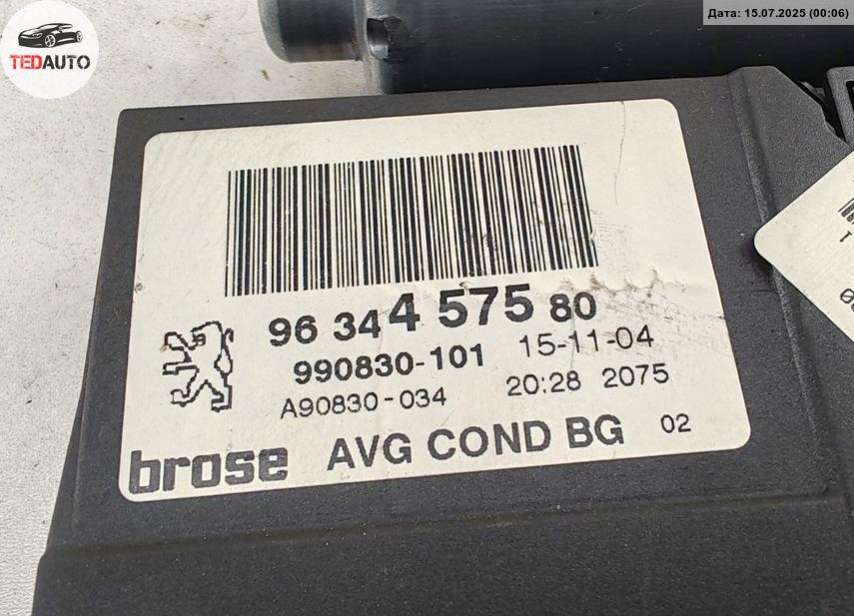 Дата: 15.07.2025 (00:06)
TEDAUTO
96 34 4 575 80
990830-101 15-11-04
A90830-034 20:28 2075
brose AVG COND BG 02